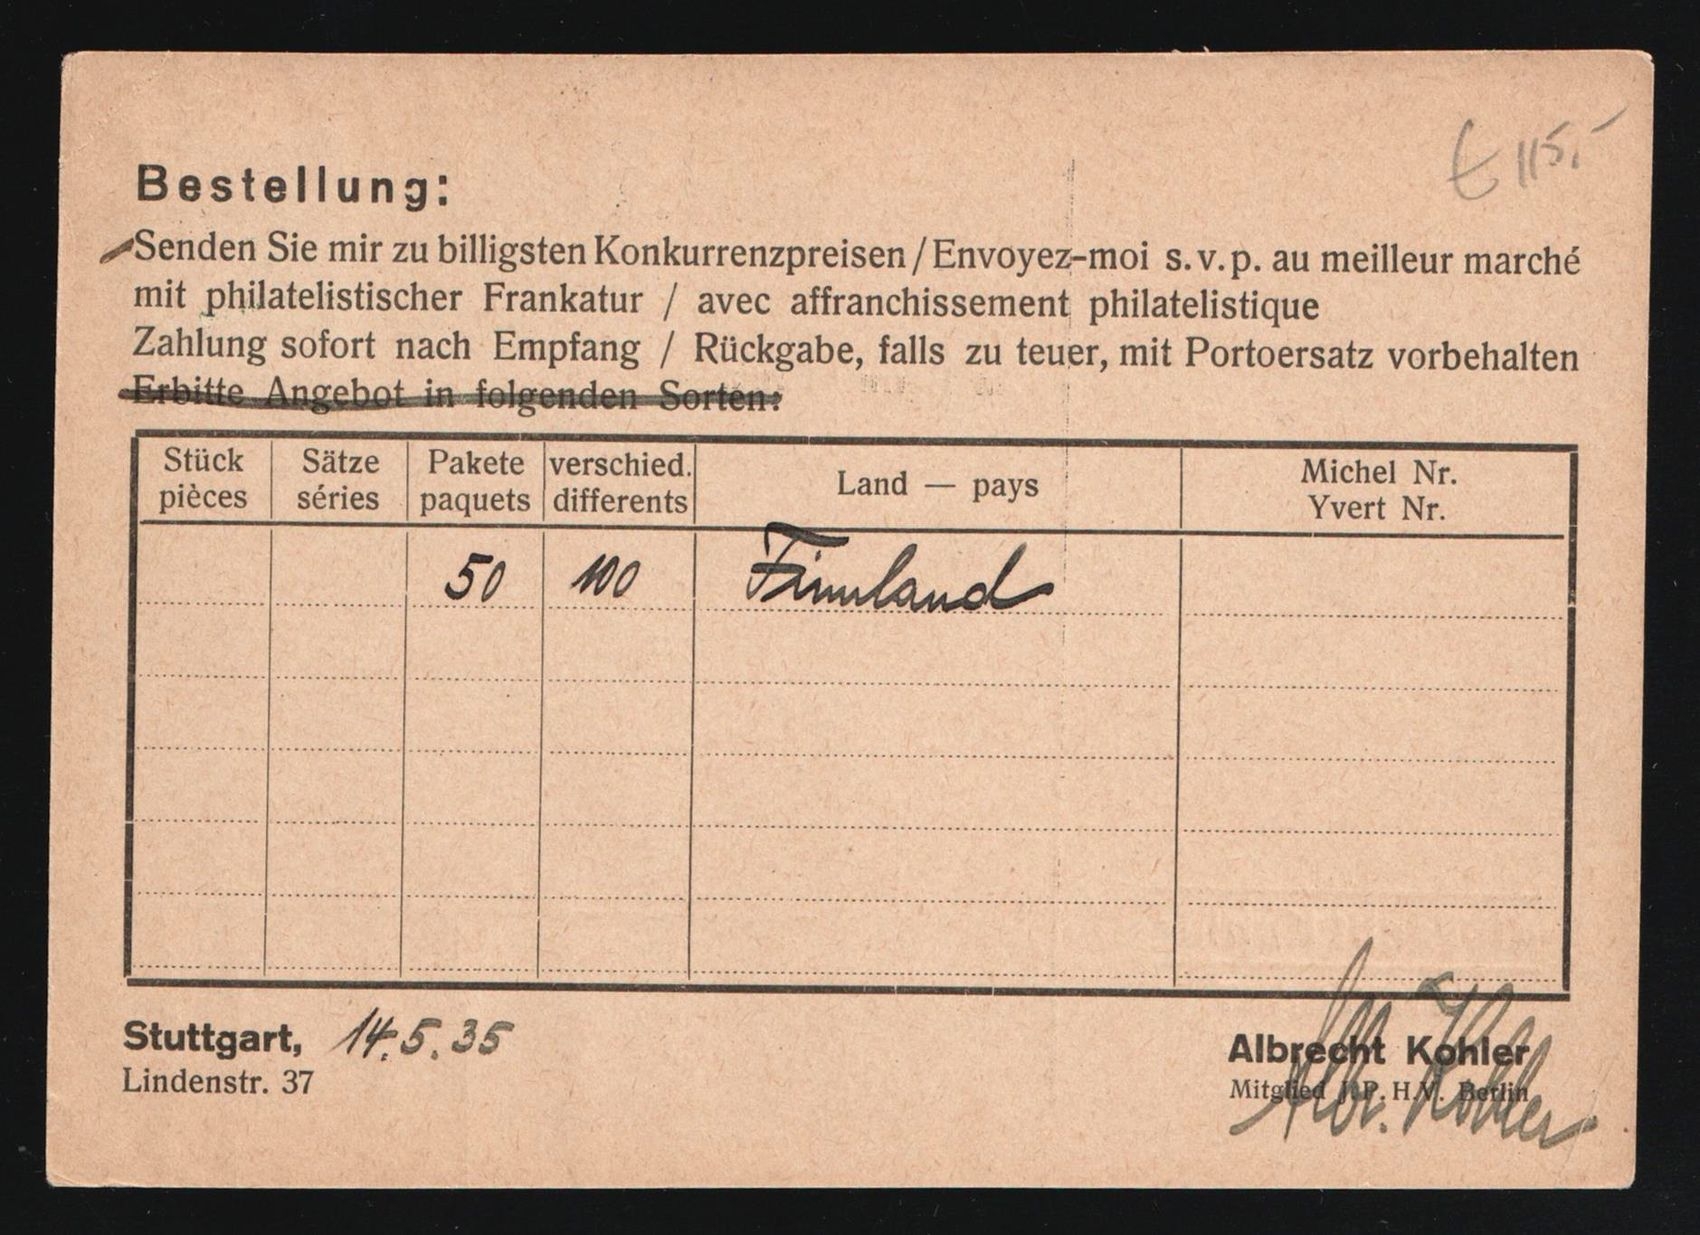 € 115.-
Bestellung:
Senden Sie mir zu billigsten Konkurrenzpreisen / Envoyez-moi s.v.p. au meilleur marché
mit philatelistischer Frankatur / avec affranchissement philatelistique
Zahlung sofort nach Empfang / Rückgabe, falls zu teuer, mit Portoersatz vorbehalten
Erbitte Angebot in folgenden Sorten:
Stück Sätze Pakete verschied. Land — pays Michel Nr.
pièces séries paquets differents Yvert Nr.
50 100 Finnland
Stuttgart, 14.5.35 Albrecht Kohler
Lindenstr. 37 Mitglied J.P.H.V. Berlin
Alb. Kohler